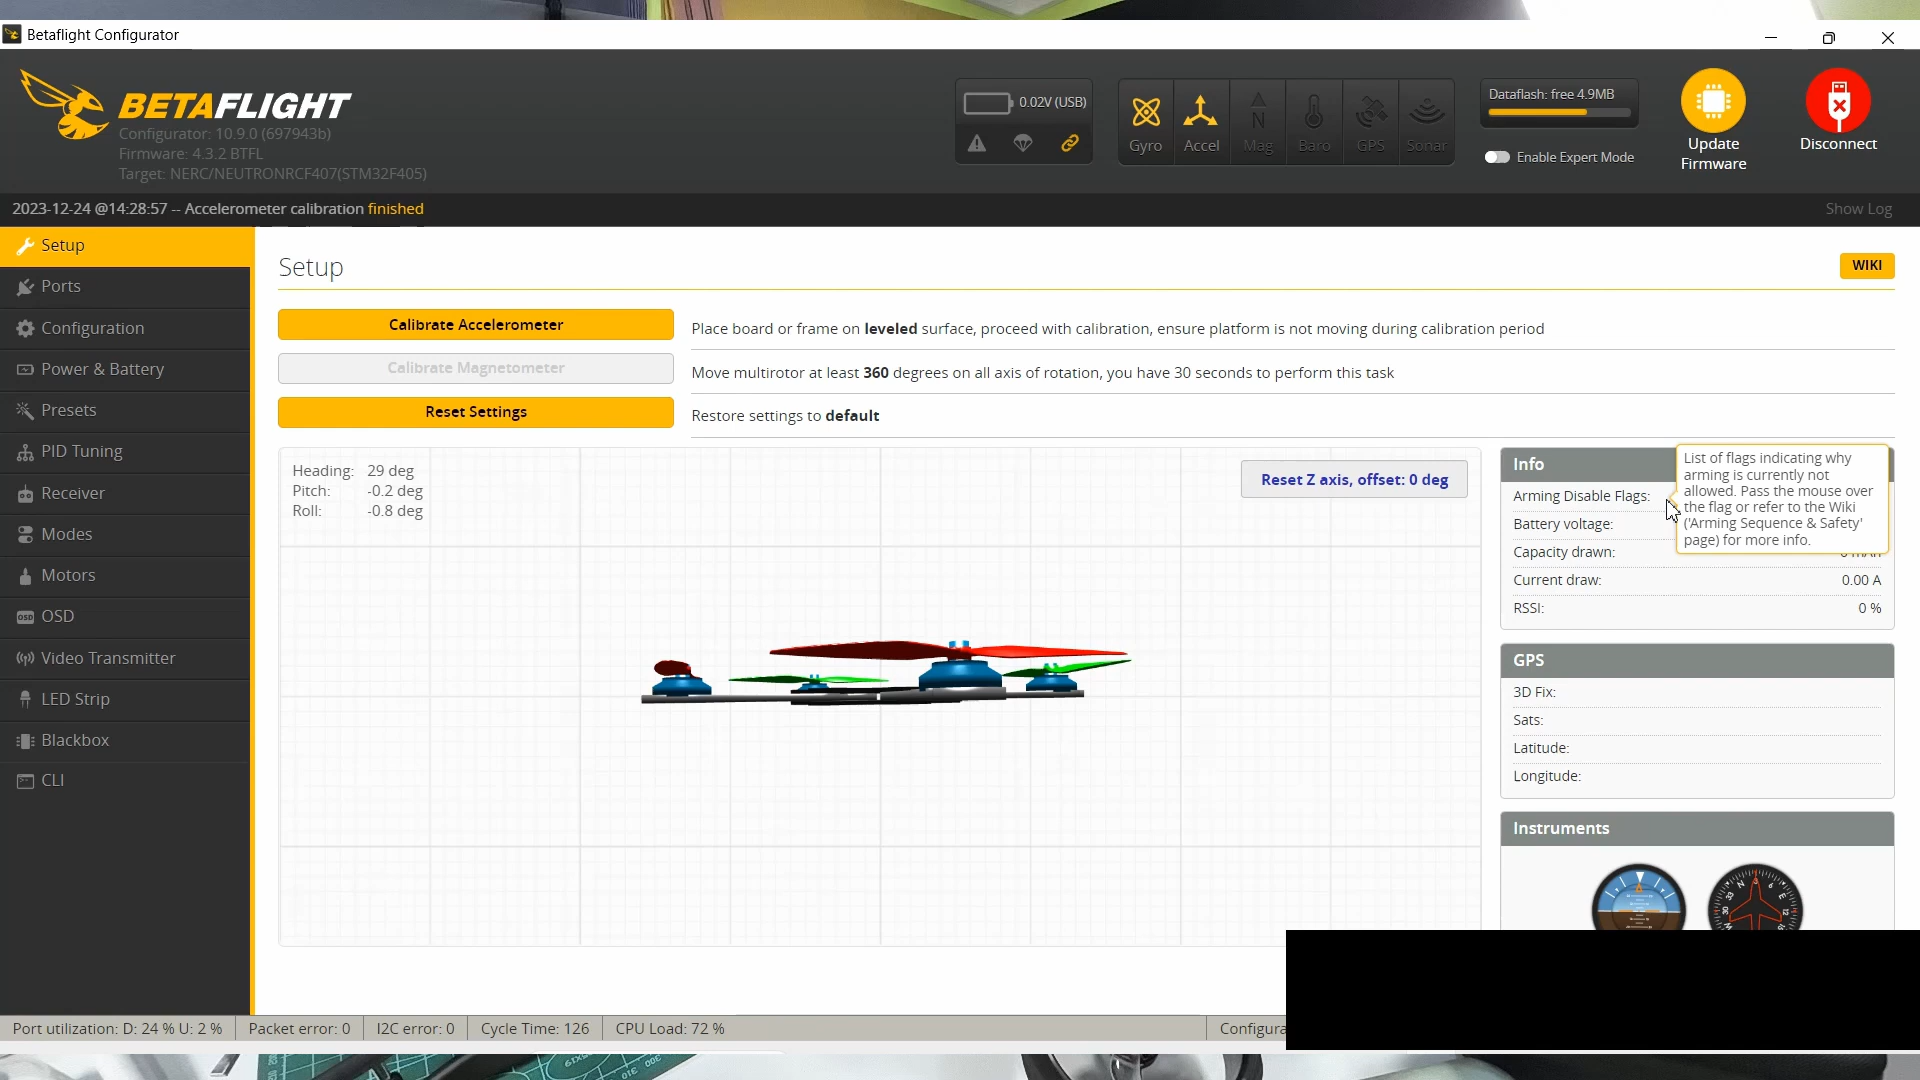 Betaflight Configurator
BETAFLIGHT
Configurator: 10.9.0 (697943b)
Firmware: 4.3.2 BTFL
Target: NERC/NEUTRONRCF407(STM32F405)
0.02V (USB)
Gyro
Accel
Mag
Baro
GPS
Sonar
Dataflash: free 4.9MB
Enable Expert Mode
Update
Firmware
Disconnect
2023-12-24 @14:28:57 -- Accelerometer calibration finished
Show Log
Setup
Ports
Configuration
Power & Battery
Presets
PID Tuning
Receiver
Modes
Motors
OSD
Video Transmitter
LED Strip
Blackbox
CLI
Setup
WIKI
Calibrate Accelerometer
Place board or frame on leveled surface, proceed with calibration, ensure platform is not moving during calibration period
Calibrate Magnetometer
Move multirotor at least 360 degrees on all axis of rotation, you have 30 seconds to perform this task
Reset Settings
Restore settings to default
Heading: 29 deg
Pitch: -0.2 deg
Roll: -0.8 deg
Reset Z axis, offset: 0 deg
Info
Arming Disable Flags:
Battery voltage:
Capacity drawn:
Current draw: 0.00 A
RSSI: 0 %
List of flags indicating why
arming is currently not
allowed. Pass the mouse over
the flag or refer to the Wiki
('Arming Sequence & Safety'
page) for more info.
GPS
3D Fix:
Sats:
Latitude:
Longitude:
Instruments
Port utilization: D: 24 % U: 2 %
Packet error: 0
I2C error: 0
Cycle Time: 126
CPU Load: 72 %
Configura